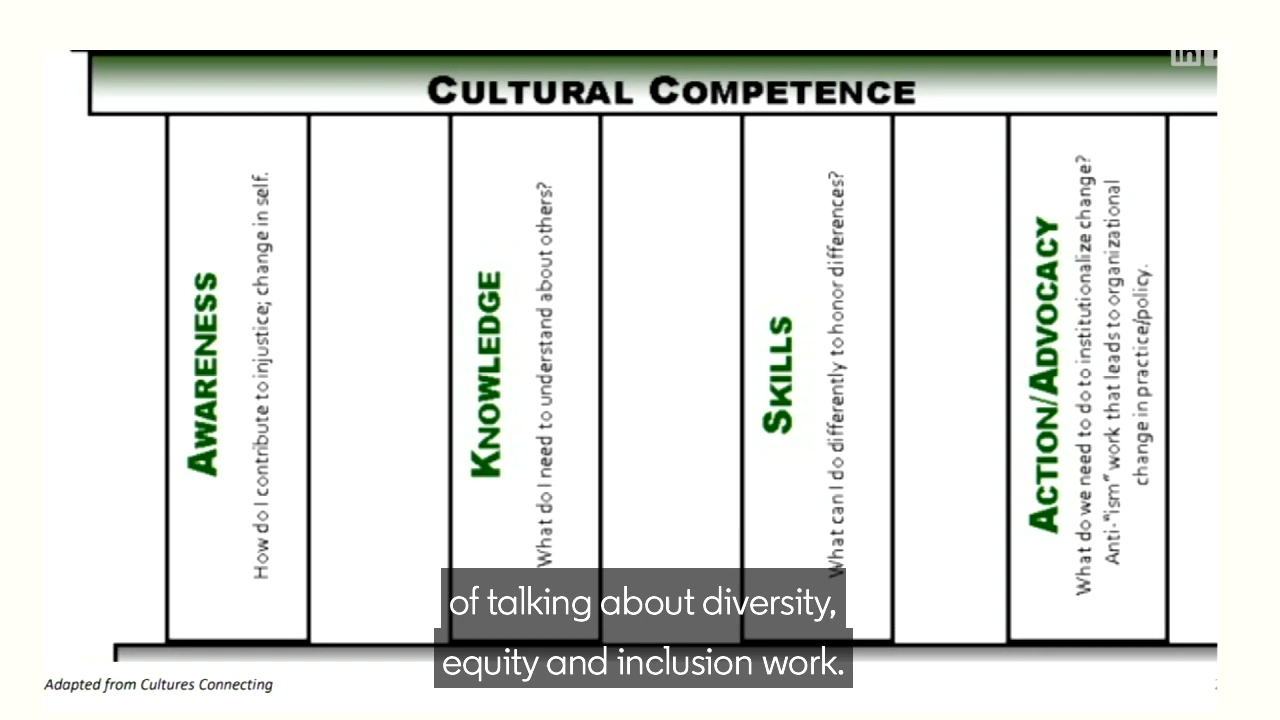 in
CULTURAL COMPETENCE
AWARENESS
How do I contribute to injustice; change in self.
KNOWLEDGE
What do I need to understand about others?
SKILLS
What can I do differently to honor differences?
ACTION/ADVOCACY
What do we need to do to institutionalize change?
Anti-"ism" work that leads to organizational
change in practice/policy.
of talking about diversity,
equity and inclusion work.
Adapted from Cultures Connecting